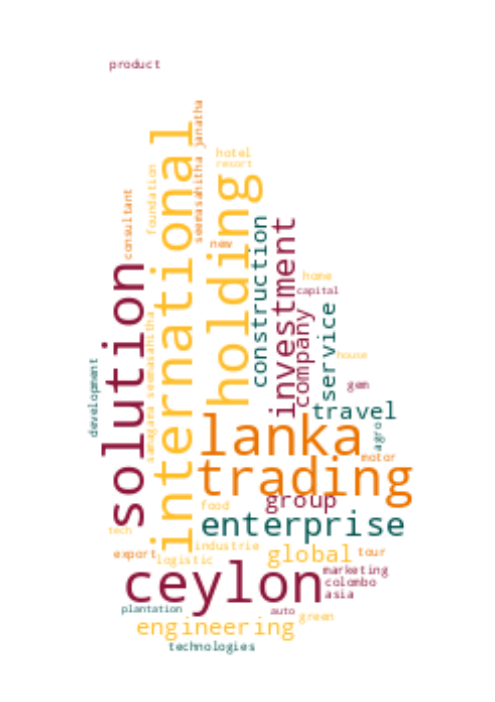 product
international
seemasahitha janatha
hotel
resort
foundation
holding
consultant
new
construction
investment
solution
home
capital
company
service
samagama seemasahitha
house
development
gem
travel
lanka
agro
motor
trading
group
food
enterprise
tech
industrie
export
logistic
global
tour
ceylon
marketing
colombo
asia
plantation
auto
green
engineering
technologies